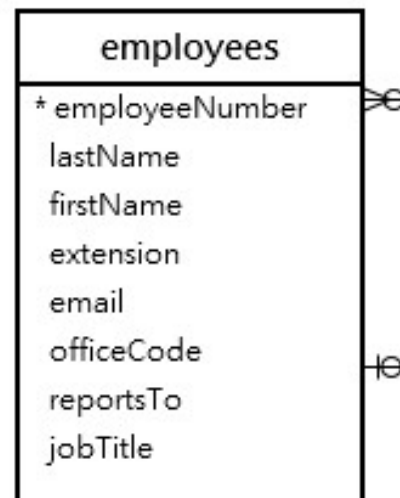 employees
* employeeNumber
lastName
firstName
extension
email
officeCode
reportsTo
jobTitle